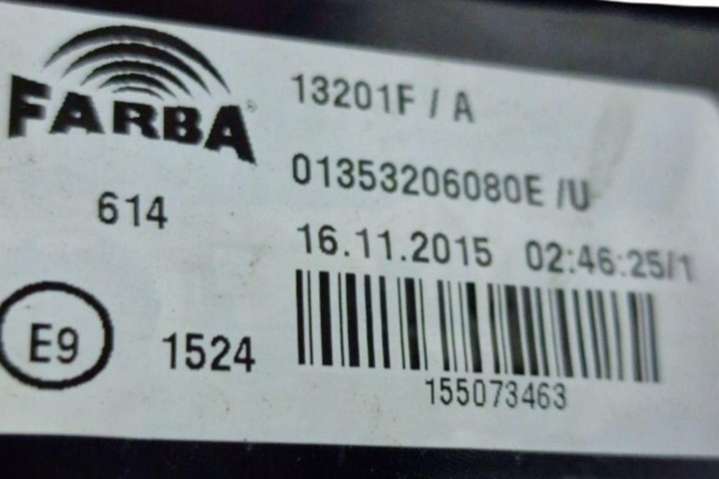 FARBA®
13201F / A
01353206080E /U
614
16.11.2015 02:46:25/1
E9
1524
155073463